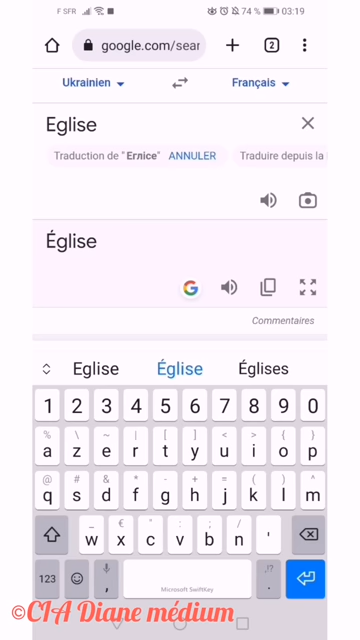 F SFR 74 % 03:19
google.com/sear 2
Ukrainien Français
Eglise
Traduction de " Еглісе" ANNULER Traduire depuis la
Église
Commentaires
Eglise Église Églises
1 2 3 4 5 6 7 8 9 0
% \ ~ | [ ] < > { }
a z e r t y u i o p
@ # & * - + = ( ) ^
q s d f g h j k l m
_ € " : ; / ! ?
w x c v b n '
123 , Microsoft SwiftKey ,!? .
©CIA Diane médium